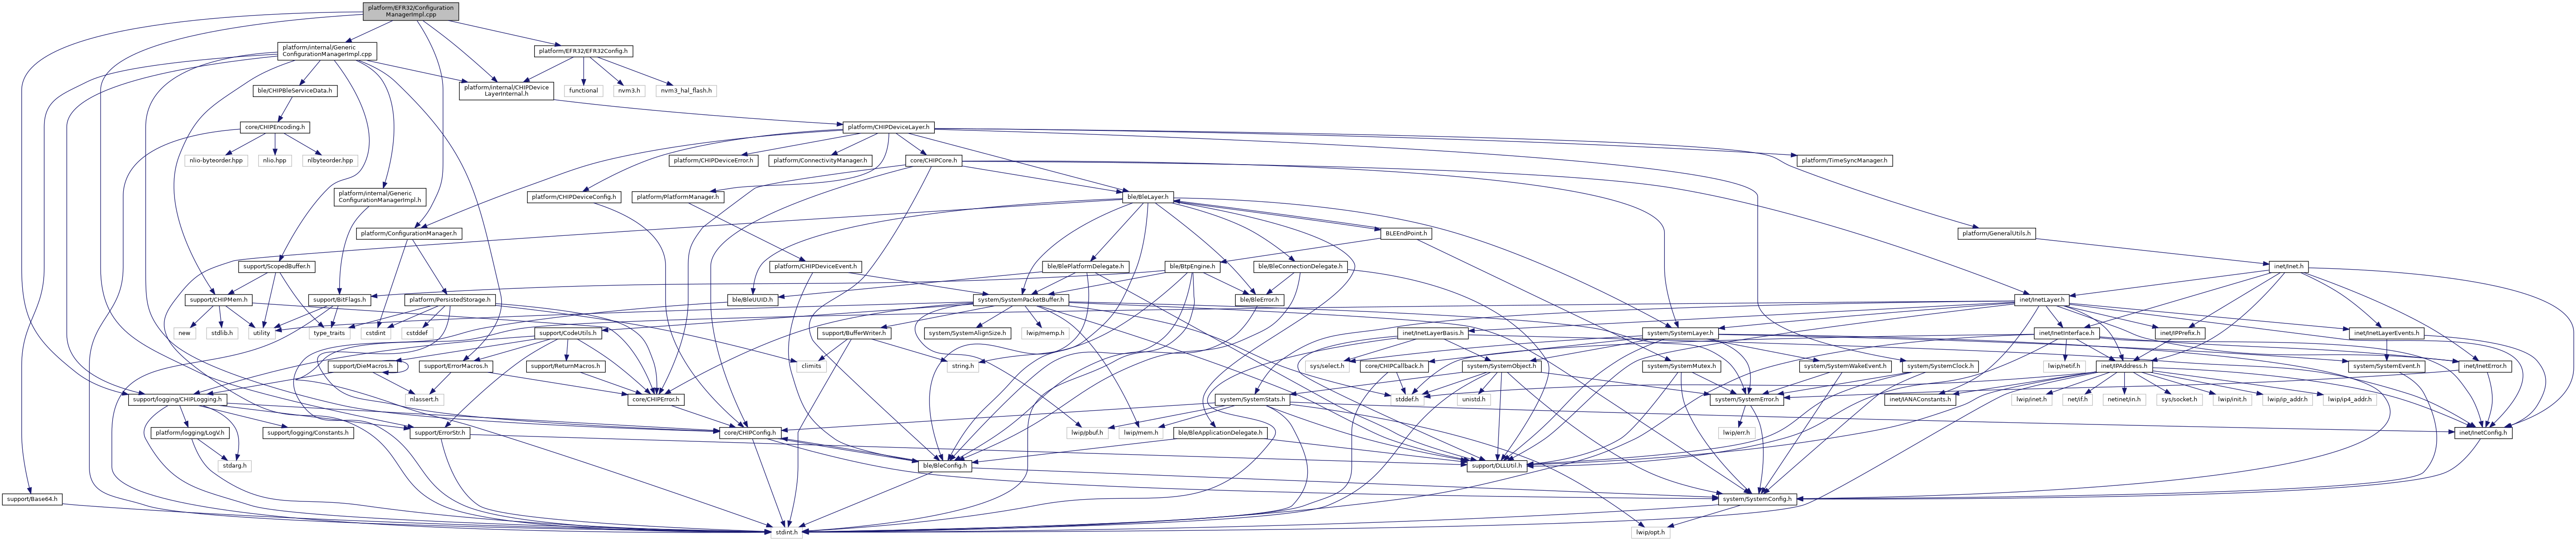 platform/EFR32/Configuration
ManagerImpl.cpp
platform/internal/Generic
ConfigurationManagerImpl.cpp
platform/EFR32/EFR32Config.h
ble/CHIPBleServiceData.h
platform/internal/CHIPDevice
LayerInternal.h
functional
nvm3.h
nvm3_hal_flash.h
core/CHIPEncoding.h
platform/CHIPDeviceLayer.h
nlio-byteorder.hpp
nlio.hpp
nlbyteorder.hpp
platform/CHIPDeviceError.h
platform/ConnectivityManager.h
core/CHIPCore.h
platform/TimeSyncManager.h
platform/internal/Generic
ConfigurationManagerImpl.h
platform/CHIPDeviceConfig.h
platform/PlatformManager.h
ble/BleLayer.h
platform/ConfigurationManager.h
BLEEndPoint.h
platform/GeneralUtils.h
support/ScopedBuffer.h
platform/CHIPDeviceEvent.h
ble/BlePlatformDelegate.h
ble/BtpEngine.h
ble/BleConnectionDelegate.h
inet/Inet.h
support/CHIPMem.h
support/BitFlags.h
platform/PersistedStorage.h
ble/BleUUID.h
system/SystemPacketBuffer.h
ble/BleError.h
inet/InetLayer.h
new
stdlib.h
utility
type_traits
cstdint
cstddef
support/CodeUtils.h
support/BufferWriter.h
system/SystemAlignSize.h
lwip/memp.h
inet/InetLayerBasis.h
system/SystemLayer.h
inet/InetInterface.h
inet/IPPrefix.h
inet/InetLayerEvents.h
support/DieMacros.h
support/ErrorMacros.h
support/ReturnMacros.h
climits
string.h
sys/select.h
core/CHIPCallback.h
system/SystemObject.h
system/SystemMutex.h
system/SystemWakeEvent.h
system/SystemClock.h
lwip/netif.h
inet/IPAddress.h
system/SystemEvent.h
inet/InetError.h
support/logging/CHIPLogging.h
nlassert.h
core/CHIPError.h
system/SystemStats.h
stddef.h
unistd.h
system/SystemError.h
inet/IANAConstants.h
lwip/inet.h
net/if.h
netinet/in.h
sys/socket.h
lwip/init.h
lwip/ip_addr.h
lwip/ip4_addr.h
platform/logging/LogV.h
support/logging/Constants.h
support/ErrorStr.h
core/CHIPConfig.h
lwip/pbuf.h
lwip/mem.h
ble/BleApplicationDelegate.h
lwip/err.h
inet/InetConfig.h
stdarg.h
ble/BleConfig.h
support/DLLUtil.h
support/Base64.h
system/SystemConfig.h
stdint.h
lwip/opt.h